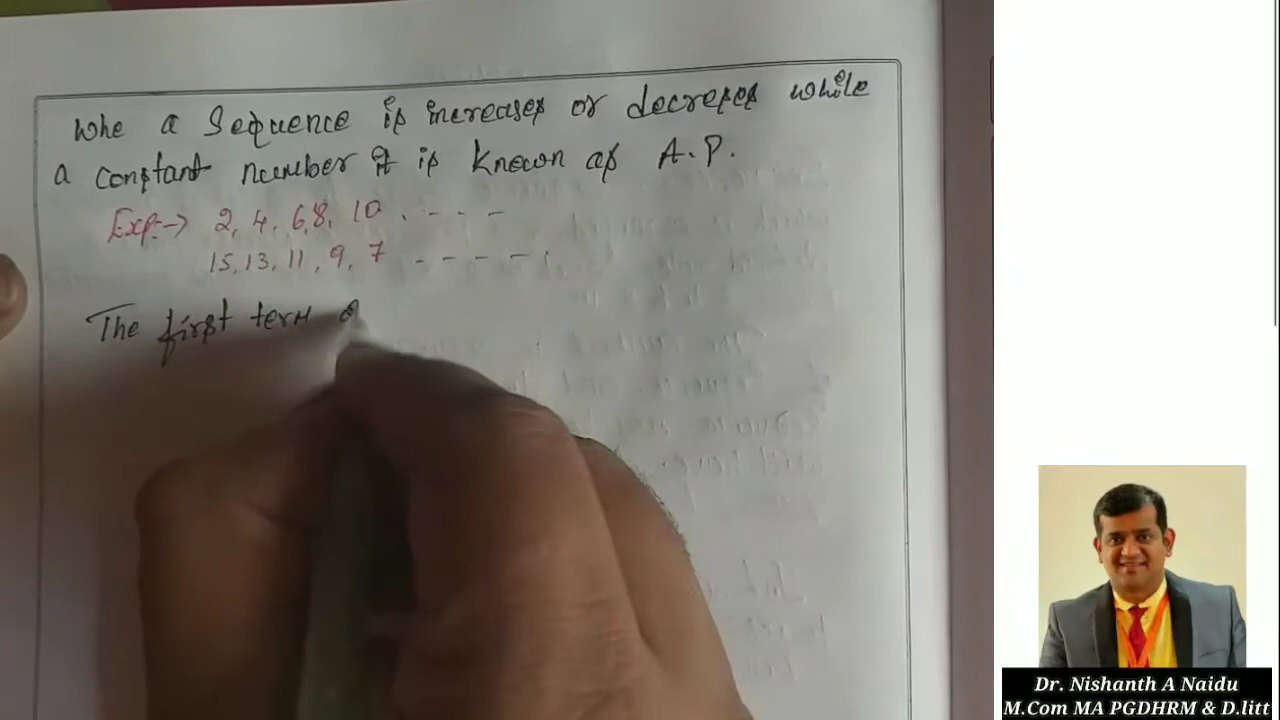 Whe a Sequence is increases or decreses while
a constant number it is known as A.P.
Exp:-> 2, 4, 6, 8, 10, - - - -
15, 13, 11, 9, 7 - - - - - .
The first term o
Dr. Nishanth A Naidu
M.Com MA PGDHRM & D.litt